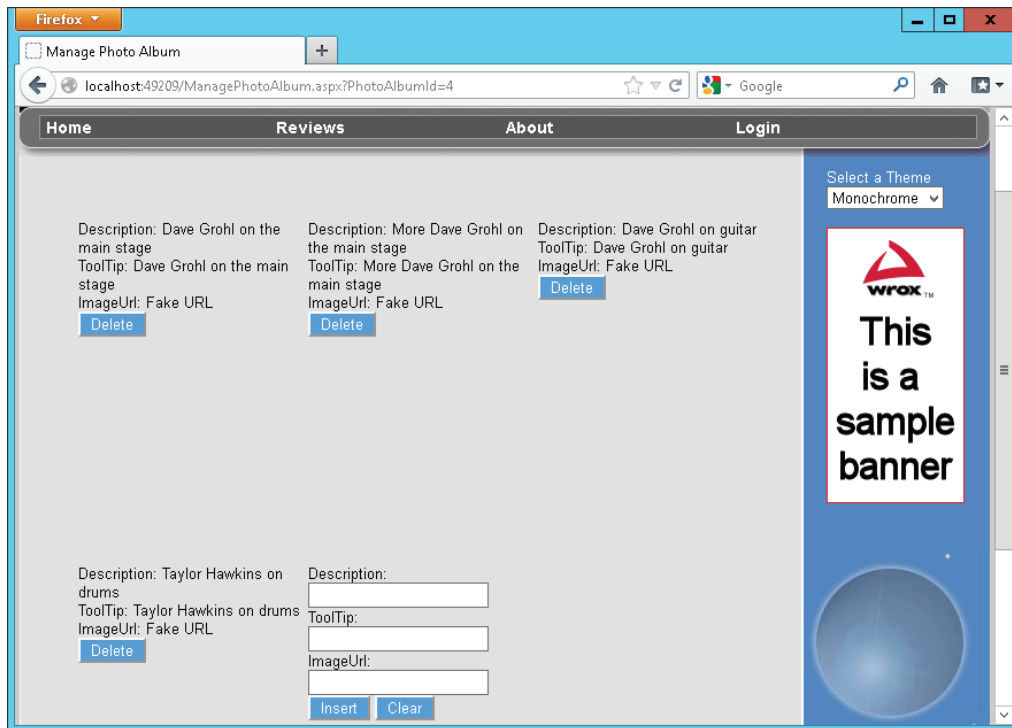 Firefox
Manage Photo Album
localhost:49209/ManagePhotoAlbum.aspx?PhotoAlbumId=4
Google
Home Reviews About Login
Select a Theme
Monochrome
Description: Dave Grohl on the
main stage
ToolTip: Dave Grohl on the main
stage
ImageUrl: Fake URL
Delete
Description: More Dave Grohl on
the main stage
ToolTip: More Dave Grohl on the
main stage
ImageUrl: Fake URL
Delete
Description: Dave Grohl on guitar
ToolTip: Dave Grohl on guitar
ImageUrl: Fake URL
Delete
wrox TM
This
is a
sample
banner
Description: Taylor Hawkins on
drums
ToolTip: Taylor Hawkins on drums
ImageUrl: Fake URL
Delete
Description:
ToolTip:
ImageUrl:
Insert Clear